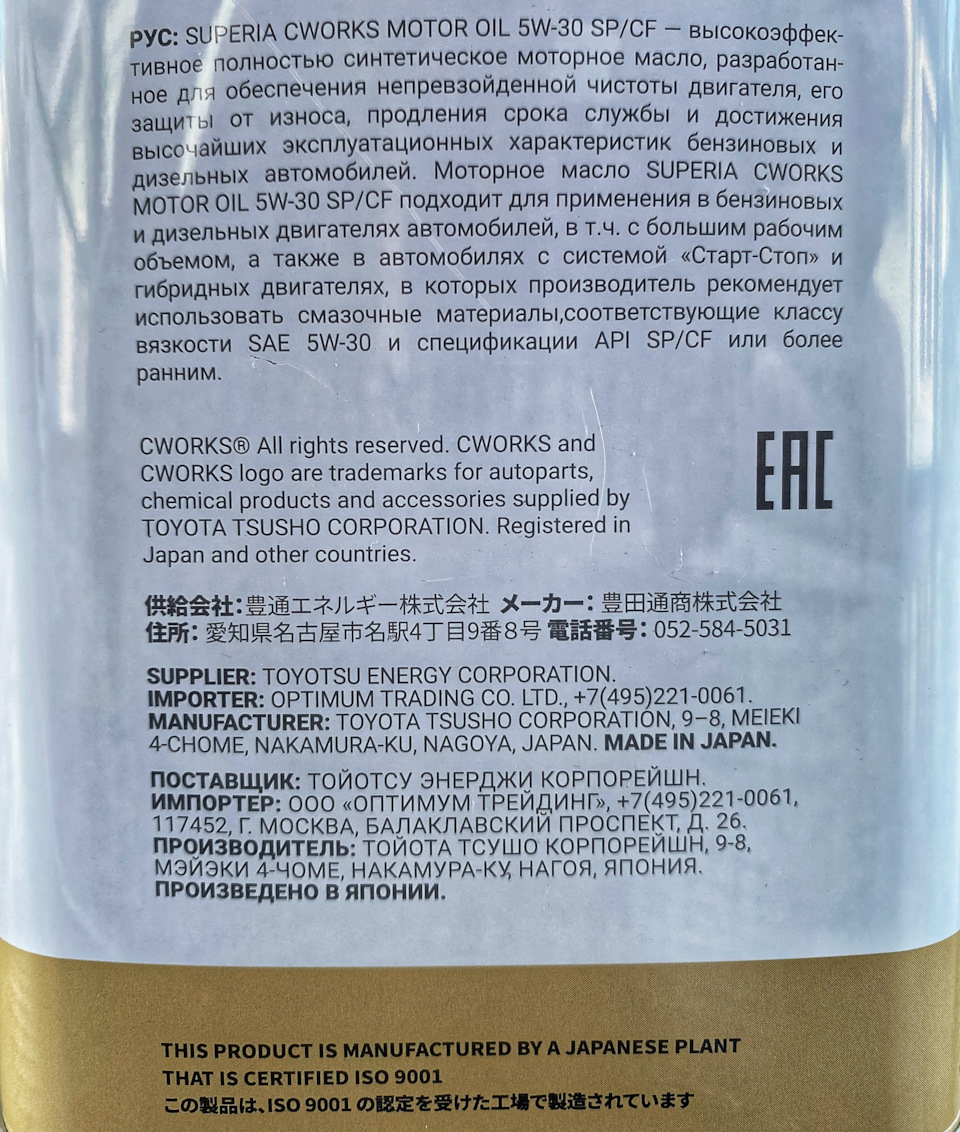 РУС: SUPERIA CWORKS MOTOR OIL 5W-30 SP/CF — высокоэффек-
тивное полностью синтетическое моторное масло, разработан-
ное для обеспечения непревзойденной чистоты двигателя, его
защиты от износа, продления срока службы и достижения
высочайших эксплуатационных характеристик бензиновых и
дизельных автомобилей. Моторное масло SUPERIA CWORKS
MOTOR OIL 5W-30 SP/CF подходит для применения в бензиновых
и дизельных двигателях автомобилей, в т.ч. с большим рабочим
объемом, а также в автомобилях с системой «Старт-Стоп» и
гибридных двигателях, в которых производитель рекомендует
использовать смазочные материалы,соответствующие классу
вязкости SAE 5W-30 и спецификации API SP/CF или более
ранним.
CWORKS® All rights reserved. CWORKS and
CWORKS logo are trademarks for autoparts,
chemical products and accessories supplied by
TOYOTA TSUSHO CORPORATION. Registered in
Japan and other countries.
EAC
供給会社：豊通エネルギー株式会社 メーカー：豊田通商株式会社
住所：愛知県名古屋市名駅4丁目9番８号 電話番号：052-584-5031
SUPPLIER: TOYOTSU ENERGY CORPORATION.
IMPORTER: OPTIMUM TRADING CO. LTD., +7(495)221-0061.
MANUFACTURER: TOYOTA TSUSHO CORPORATION, 9–8, MEIEKI
4-CHOME, NAKAMURA-KU, NAGOYA, JAPAN. MADE IN JAPAN.
ПОСТАВЩИК: ТОЙОТСУ ЭНЕРДЖИ КОРПОРЕЙШН.
ИМПОРТЕР: ООО «ОПТИМУМ ТРЕЙДИНГ», +7(495)221-0061,
117452, Г. МОСКВА, БАЛАКЛАВСКИЙ ПРОСПЕКТ, Д. 26.
ПРОИЗВОДИТЕЛЬ: ТОЙОТА ТСУШО КОРПОРЕЙШН, 9-8,
МЭЙЭКИ 4-ЧОМЕ, НАКАМУРА-КУ, НАГОЯ, ЯПОНИЯ.
ПРОИЗВЕДЕНО В ЯПОНИИ.
THIS PRODUCT IS MANUFACTURED BY A JAPANESE PLANT
THAT IS CERTIFIED ISO 9001
この製品は、ISO 9001 の認定を受けた工場で製造されています